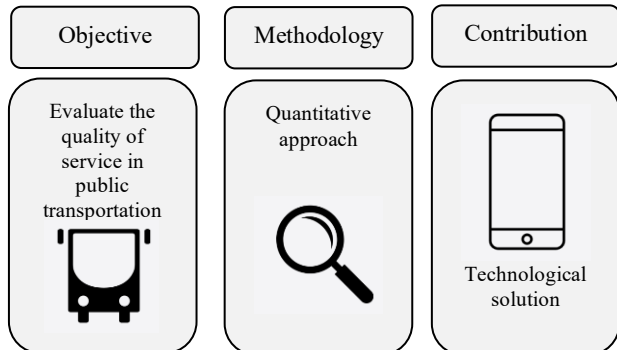 Objective
Methodology
Contribution
Evaluate the
quality of
service in
public
transportation
Quantitative
approach
Technological
solution